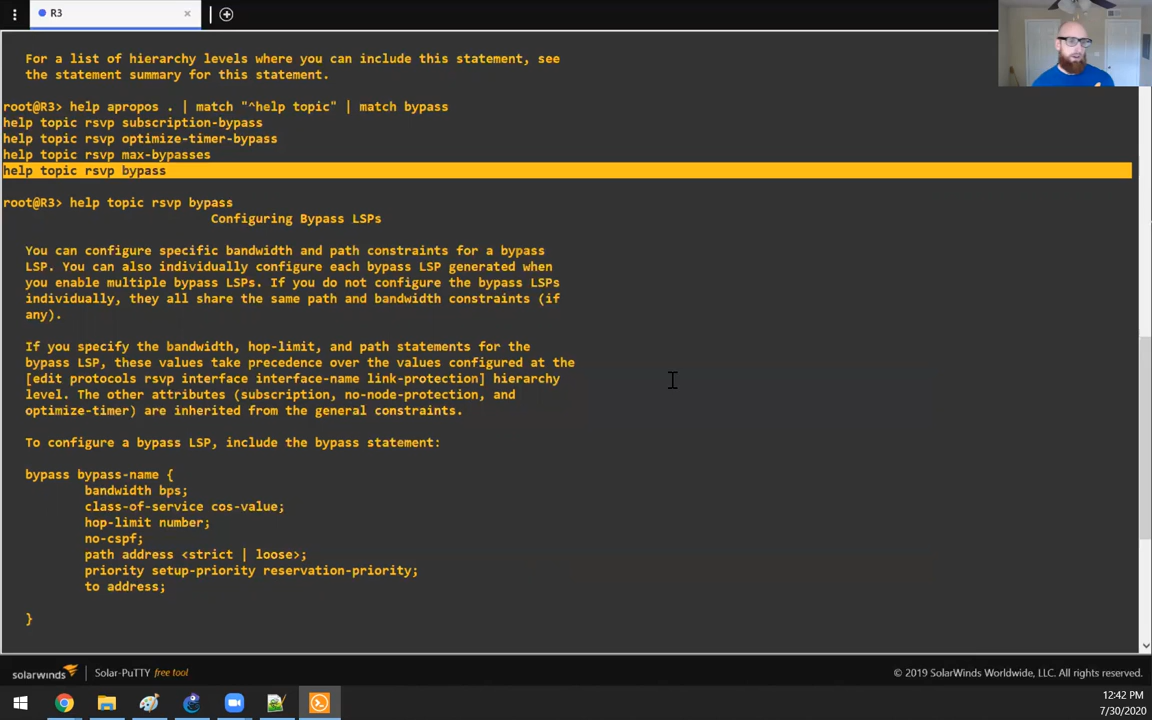 R3
For a list of hierarchy levels where you can include this statement, see
the statement summary for this statement.
root@R3> help apropos . | match "^help topic" | match bypass
help topic rsvp subscription-bypass
help topic rsvp optimize-timer-bypass
help topic rsvp max-bypasses
help topic rsvp bypass
root@R3> help topic rsvp bypass
Configuring Bypass LSPs
You can configure specific bandwidth and path constraints for a bypass
LSP. You can also individually configure each bypass LSP generated when
you enable multiple bypass LSPs. If you do not configure the bypass LSPs
individually, they all share the same path and bandwidth constraints (if
any).
If you specify the bandwidth, hop-limit, and path statements for the
bypass LSP, these values take precedence over the values configured at the
[edit protocols rsvp interface interface-name link-protection] hierarchy
level. The other attributes (subscription, no-node-protection, and
optimize-timer) are inherited from the general constraints.
To configure a bypass LSP, include the bypass statement:
bypass bypass-name {
bandwidth bps;
class-of-service cos-value;
hop-limit number;
no-cspf;
path address <strict | loose>;
priority setup-priority reservation-priority;
to address;
}
solarwinds
Solar-PuTTY free tool
© 2019 SolarWinds Worldwide, LLC. All rights reserved.
12:42 PM
7/30/2020